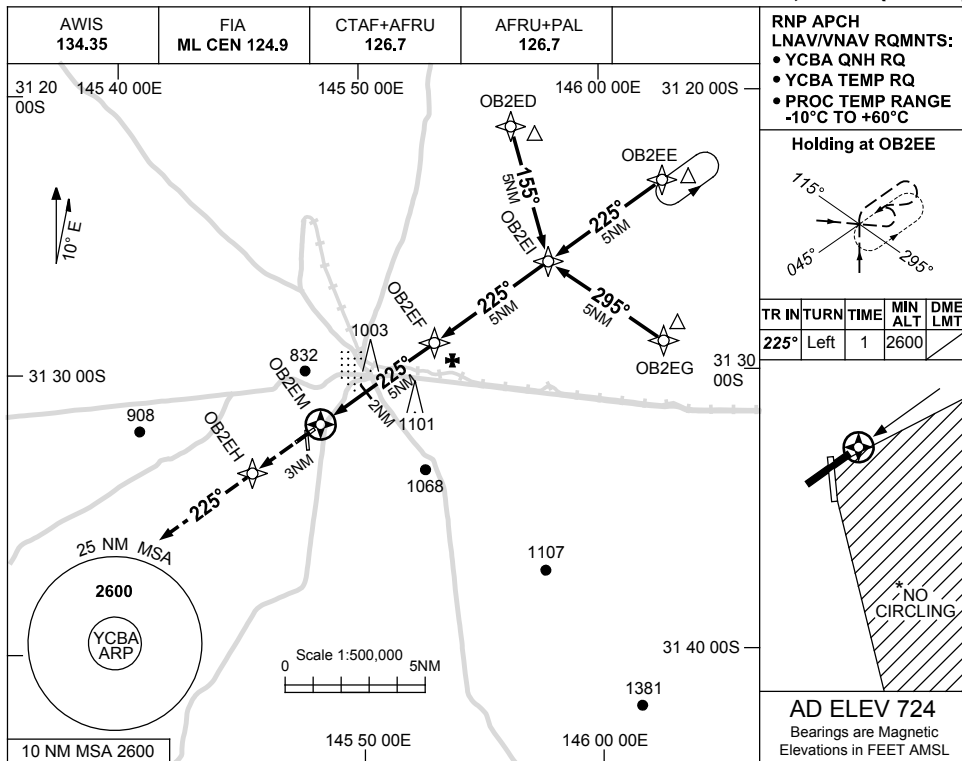 AWIS
134.35
FIA
ML CEN 124.9
CTAF+AFRU
126.7
AFRU+PAL
126.7
RNP APCH
LNAV/VNAV RQMNTS:
• YCBA QNH RQ
• YCBA TEMP RQ
• PROC TEMP RANGE
-10°C TO +60°C
31 20
00S
145 40 00E
145 50 00E
146 00 00E
31 20
00S
OB2ED
OB2EE
155°
5NM
225°
5NM
OB2EI
10° E
225°
5NM
295°
5NM
OB2EF
OB2EG
1003
832
31 30 00S
31 30
00S
225°
5NM
OB2EM
2NM
1101
908
OB2EH
3NM
1068
225°
25 NM MSA
2600
YCBA
ARP
1107
Scale 1:500,000
0
5NM
31 40 00S
1381
10 NM MSA 2600
145 50 00E
146 00 00E
Holding at OB2EE
115°
045°
295°
TR IN TURN TIME MIN ALT DME LMT
225° Left 1 2600
*NO
CIRCLING
AD ELEV 724
Bearings are Magnetic
Elevations in FEET AMSL